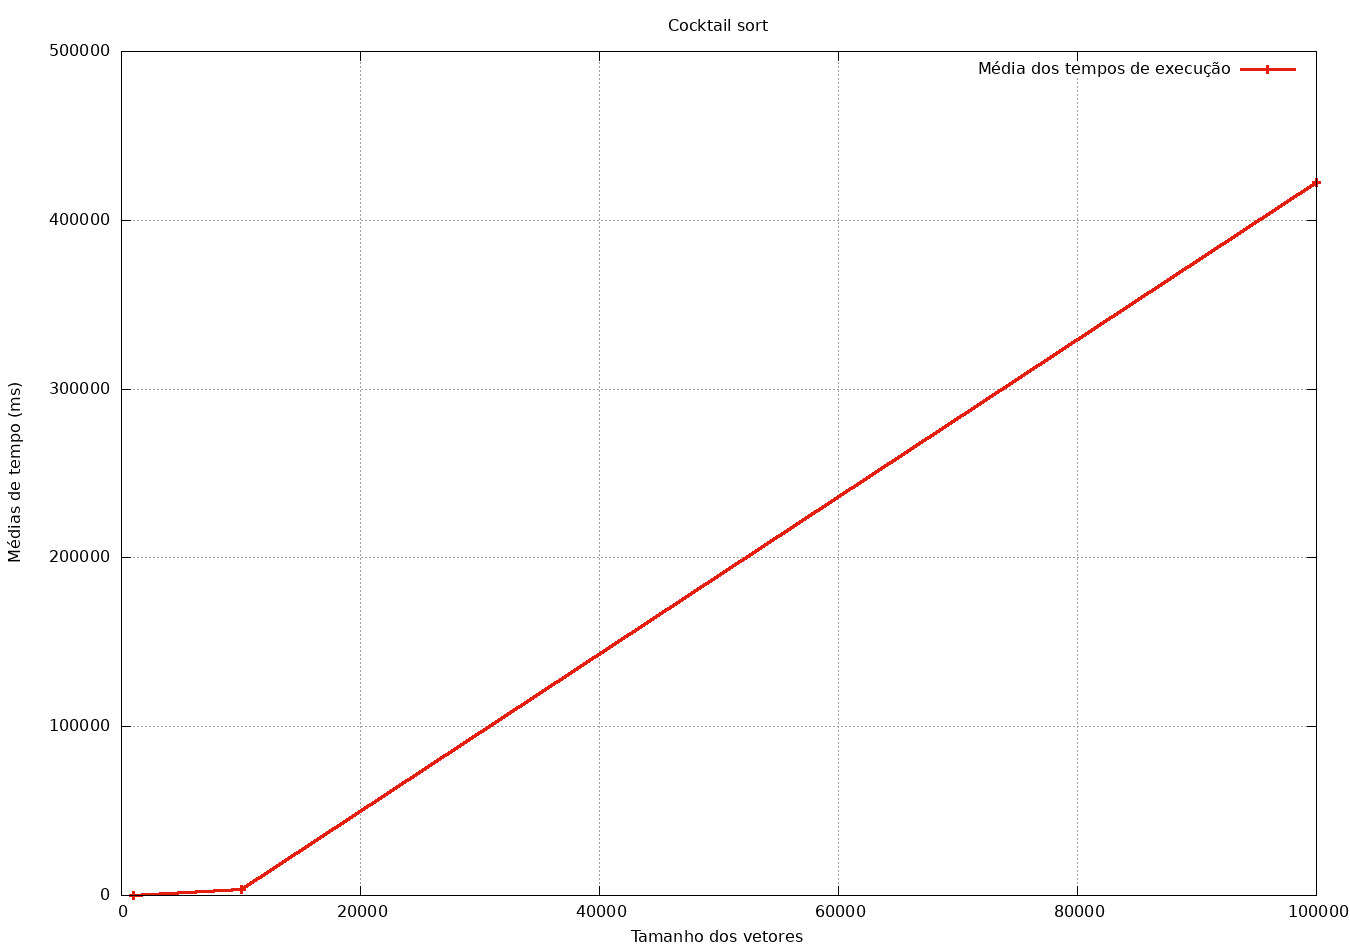 Cocktail sort
Média dos tempos de execução
500000
400000
300000
200000
100000
0
Médias de tempo (ms)
0 20000 40000 60000 80000 100000
Tamanho dos vetores